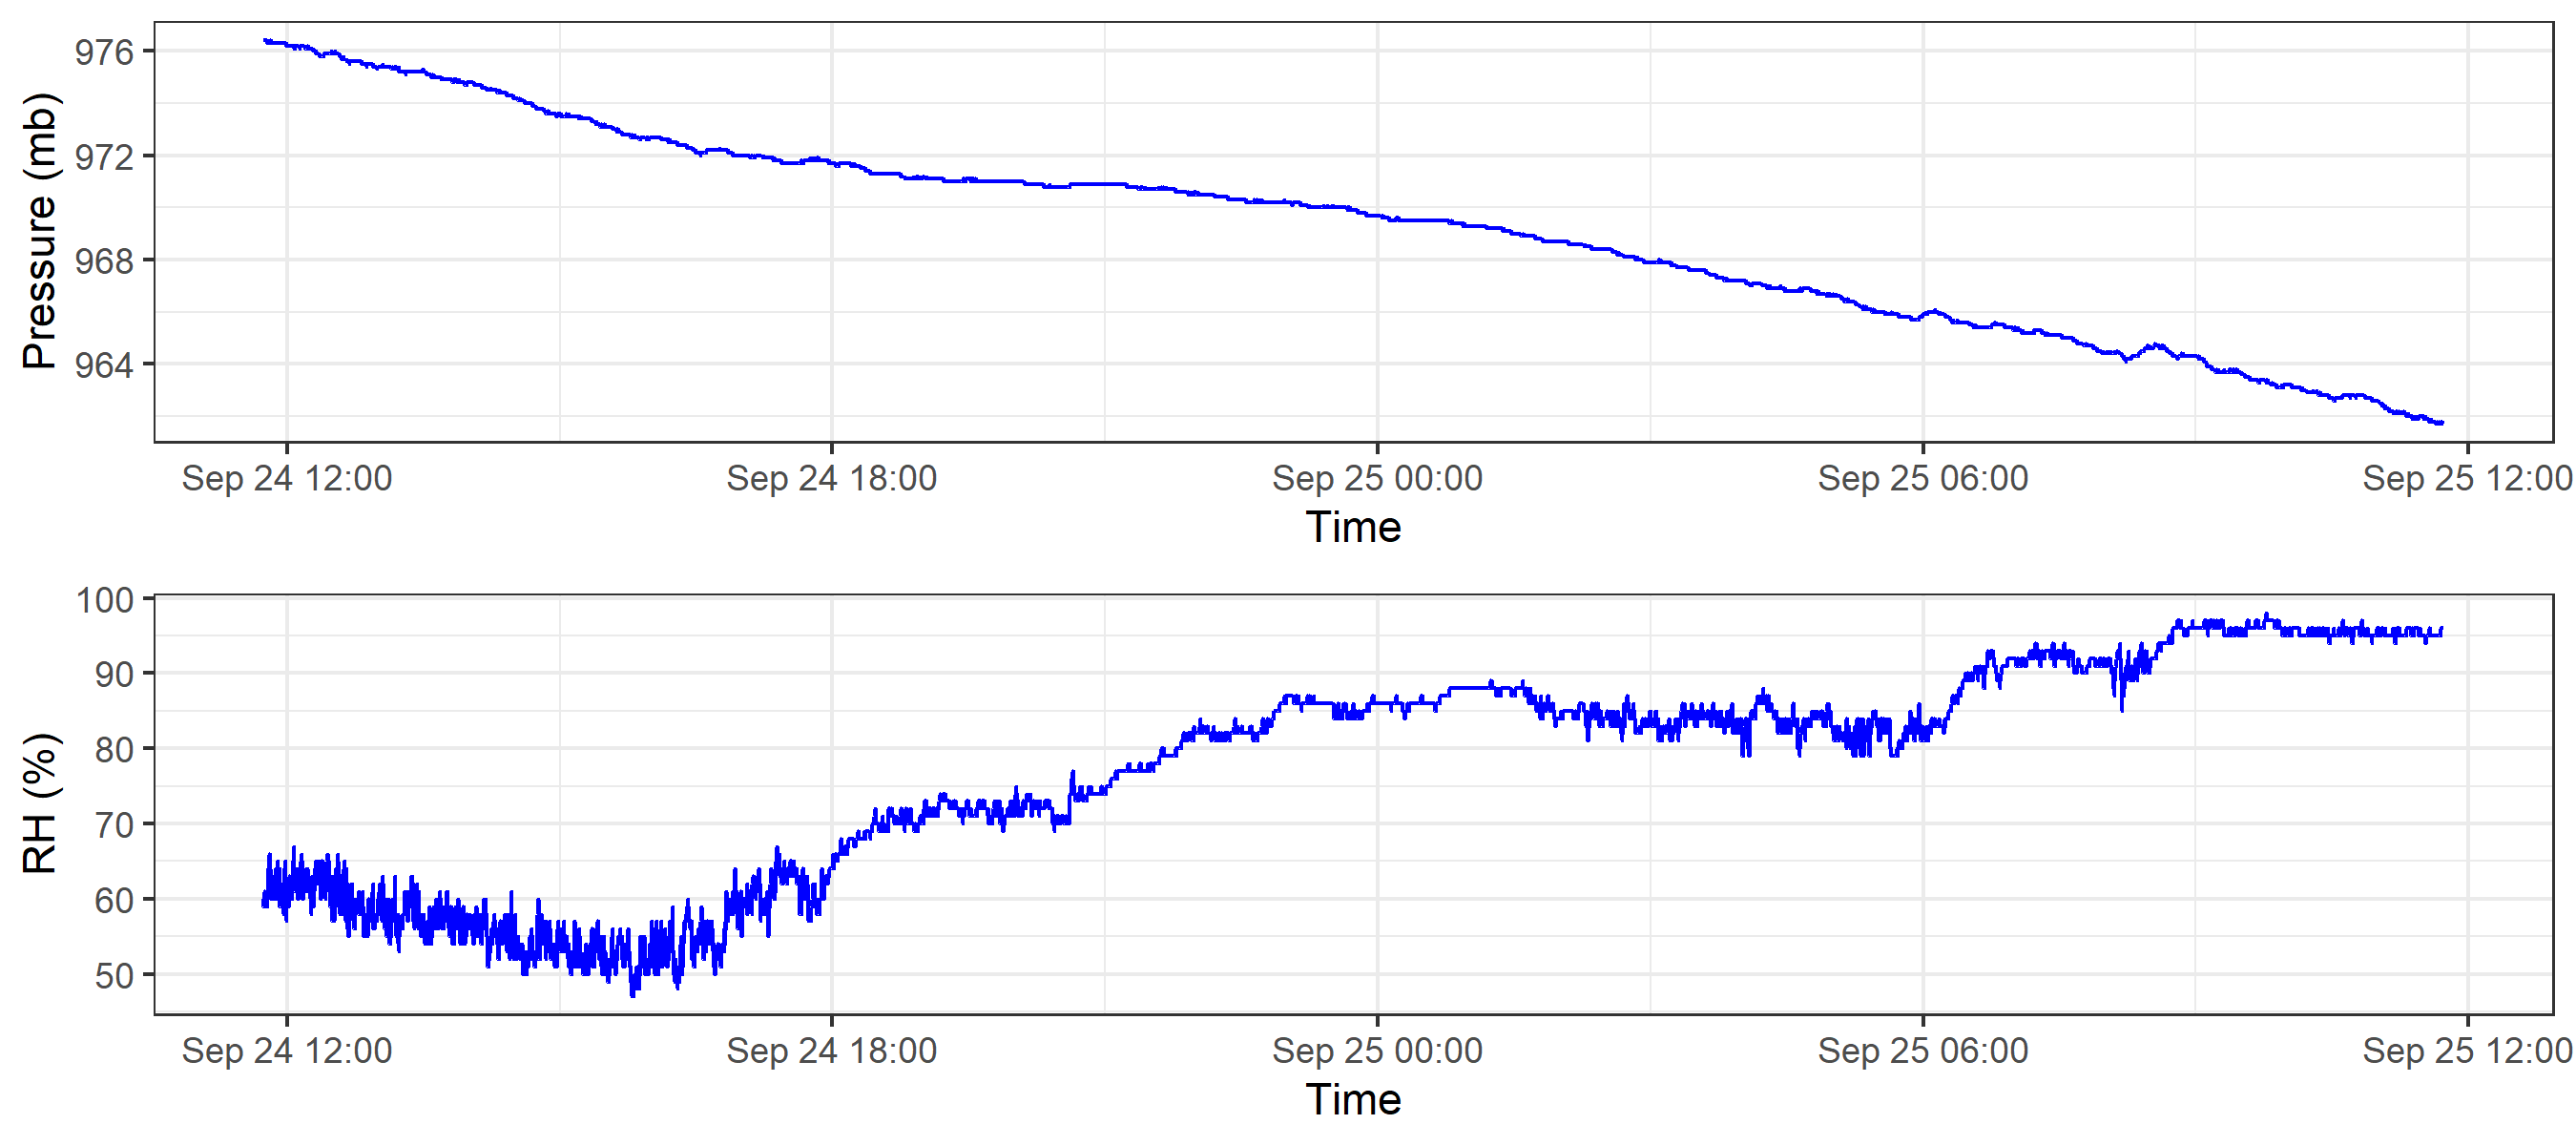 Pressure (mb)
976
972
968
964
Sep 24 12:00
Sep 24 18:00
Sep 25 00:00
Sep 25 06:00
Sep 25 12:00
Time
RH (%)
100
90
80
70
60
50
Sep 24 12:00
Sep 24 18:00
Sep 25 00:00
Sep 25 06:00
Sep 25 12:00
Time